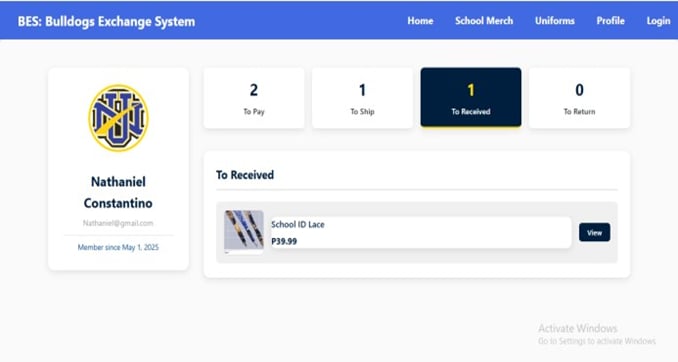 BES: Bulldogs Exchange System
Home School Merch Uniforms Profile Login
NU
Nathaniel
Constantino
Nathaniel@gmail.com
Member since May 1, 2025
2
To Pay
1
To Ship
1
To Received
0
To Return
To Received
School ID Lace
P39.99
View
Activate Windows
Go to Settings to activate Windows.